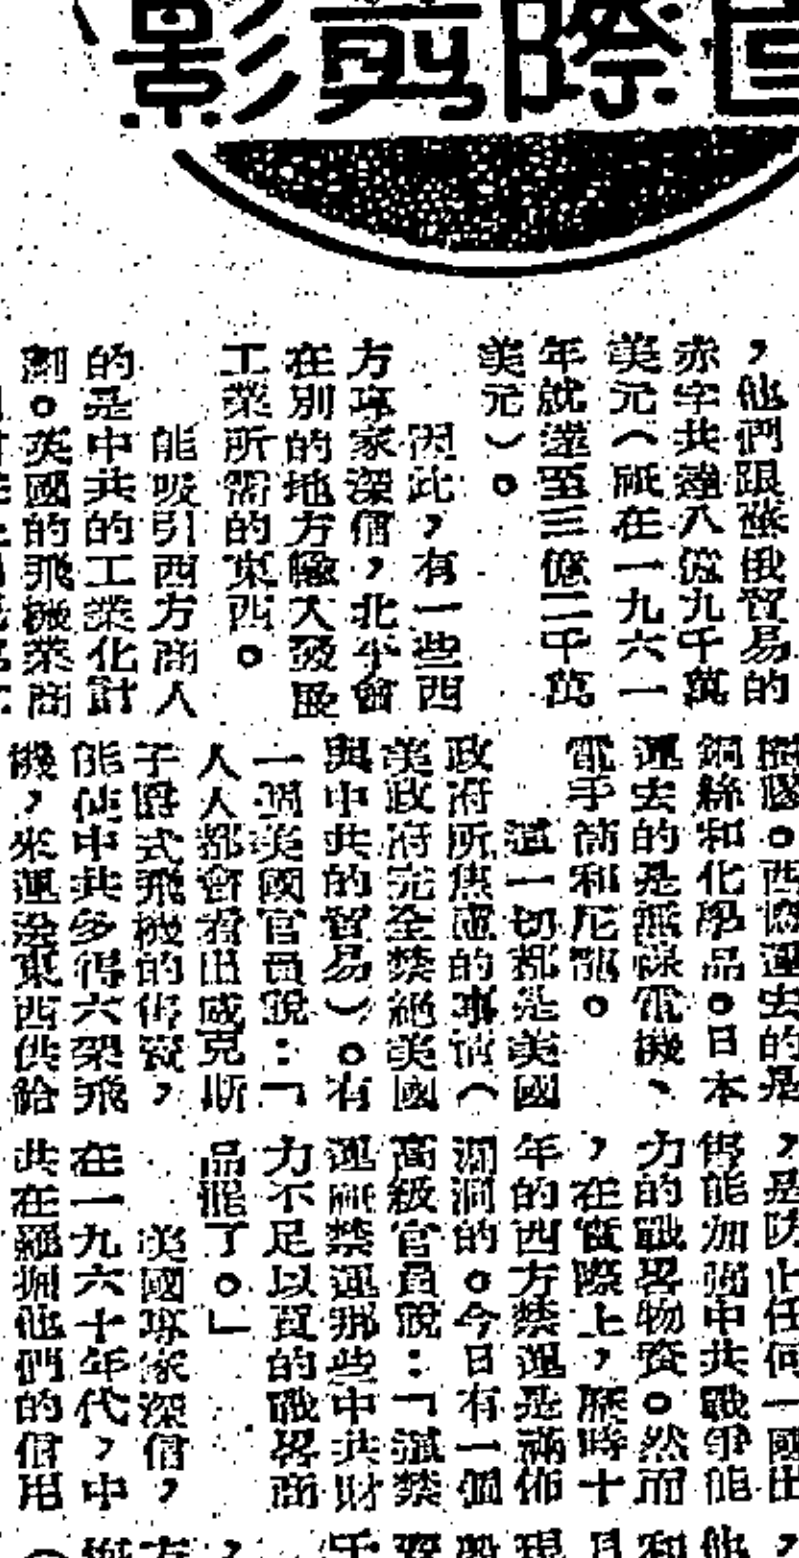 國際剪影
，他們跟蘇俄貿易的
赤字共達八億九千萬
美元（祇在一九六一
年就達至三億二千萬
美元）。
因此，有一些西
方專家深信，北平會
在別的地方擴大發展
工業所需的東西。
能吸引西方商人
的是中共的工業化計
劃。英國的飛機業商
樹膠。西德運去的是
銅絲和化學品。日本
運去的是無線電機、
電手筒和尼龍。
這一切都是美國
政府所焦慮的事情（
美政府完全禁絕美國
與中共的貿易）。有
一個美國官員說：「
人人都會看出威克斯
子爵式飛機的售賣，
能使中共多得六架飛
機，來運送東西供給
，是防止任何一國出
售能加強中共戰爭能
力的戰畧物資。然而
，在實際上，歷時十
年的西方禁運是滿佈
漏洞的。今日有一個
高級官員說：「這禁
運祇禁運那些中共財
力不足以買的戰畧商
品罷了。」
美國專家深信，
在一九六十年代，中
共在羅掘他們的信用